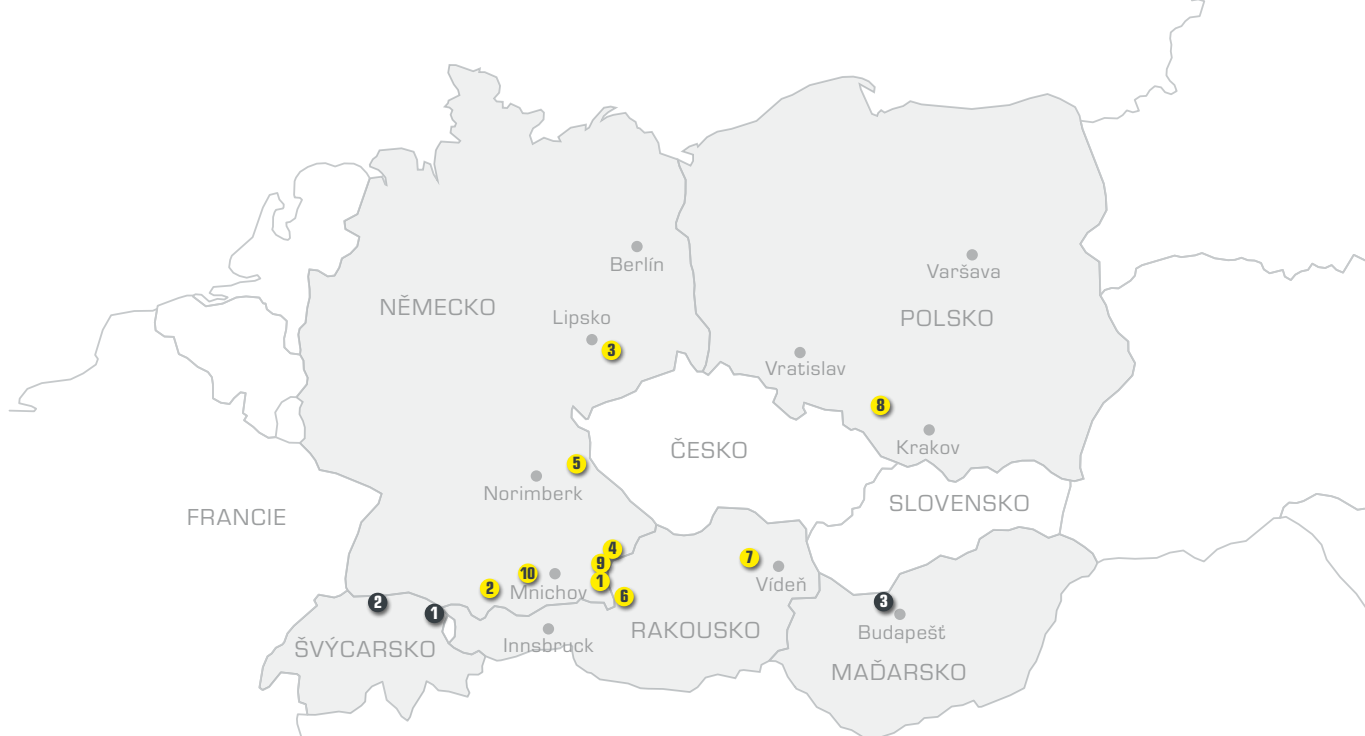 Berlín
Varšava
NĚMECKO
Lipsko
POLSKO
3
Vratislav
8
Krakov
ČESKO
5
Norimberk
SLOVENSKO
FRANCIE
4
7
9
10
1
2
Mnichov
Vídeň
6
2
1
3
RAKOUSKO
Budapešť
Innsbruck
ŠVÝCARSKO
MAĎARSKO